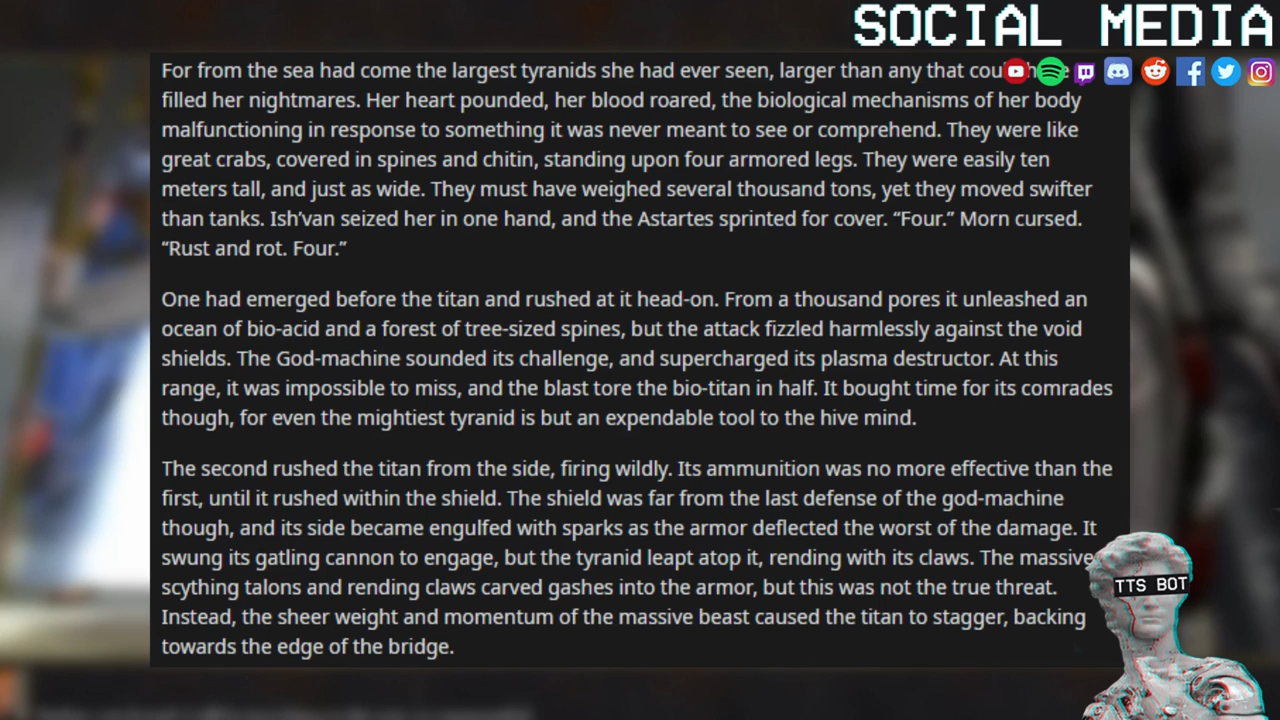 SOCIAL MEDIA
For from the sea had come the largest tyranids she had ever seen, larger than any that
filled her nightmares. Her heart pounded, her blood roared, the biological mechanisms of her body
malfunctioning in response to something it was never meant to see or comprehend. They were like
great crabs, covered in spines and chitin, standing upon four armored legs. They were easily ten
meters tall, and just as wide. They must have weighed several thousand tons, yet they moved swifter
than tanks. Ish’van seized her in one hand, and the Astartes sprinted for cover. “Four.” Morn cursed.
“Rust and rot. Four.”
One had emerged before the titan and rushed at it head-on. From a thousand pores it unleashed an
ocean of bio-acid and a forest of tree-sized spines, but the attack fizzled harmlessly against the void
shields. The God-machine sounded its challenge, and supercharged its plasma destructor. At this
range, it was impossible to miss, and the blast tore the bio-titan in half. It bought time for its comrades
though, for even the mightiest tyranid is but an expendable tool to the hive mind.
The second rushed the titan from the side, firing wildly. Its ammunition was no more effective than the
first, until it rushed within the shield. The shield was far from the last defense of the god-machine
though, and its side became engulfed with sparks as the armor deflected the worst of the damage. It
swung its gatling cannon to engage, but the tyranid leapt atop it, rending with its claws. The massive
scything talons and rending claws carved gashes into the armor, but this was not the true threat.
Instead, the sheer weight and momentum of the massive beast caused the titan to stagger, backing
towards the edge of the bridge.
TTS BOT